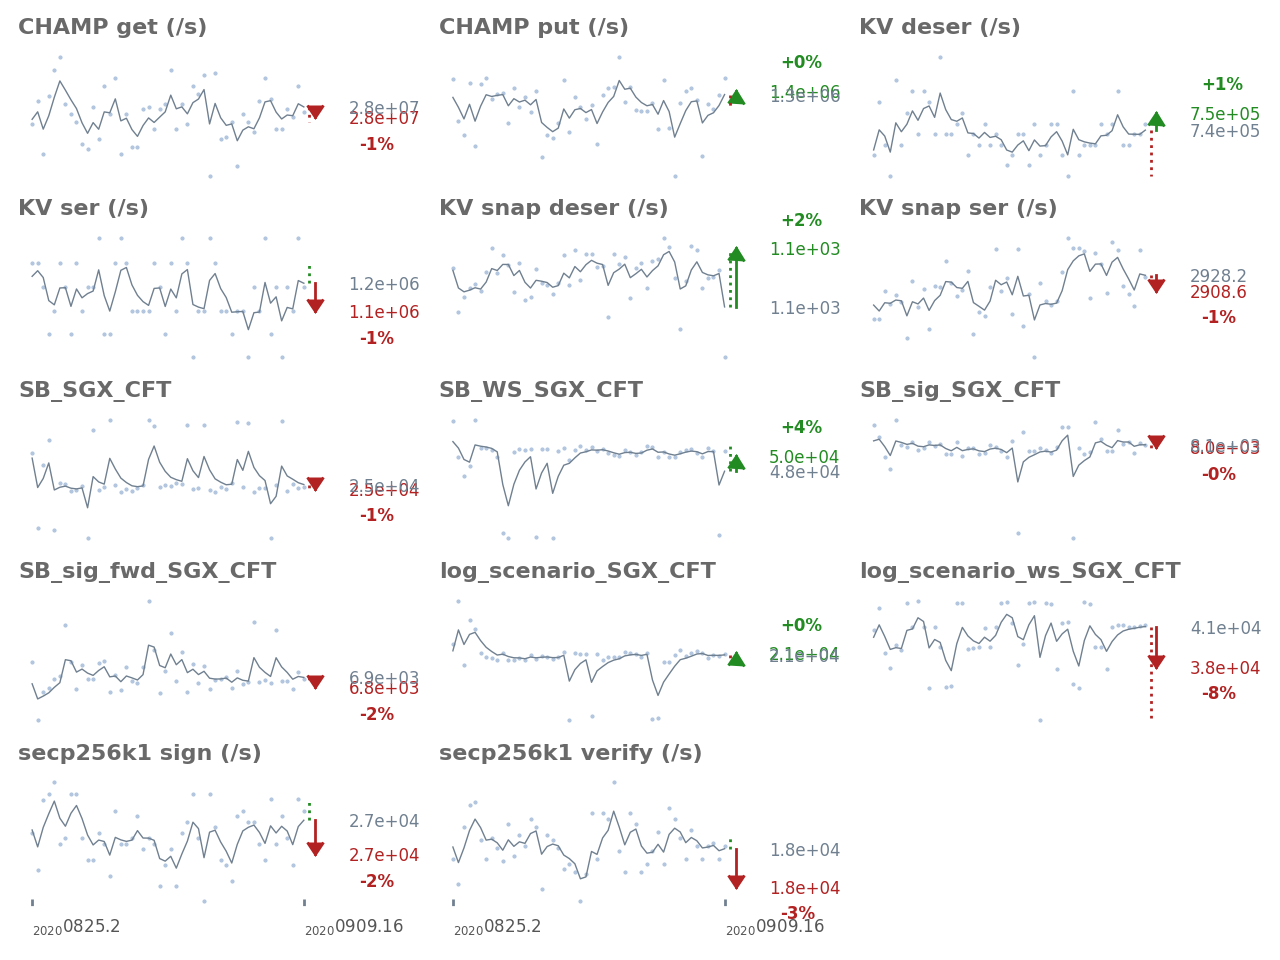 CHAMP get (/s)
2.8e+07
2.8e+07
-1%
CHAMP put (/s)
+0%
1.4e+06
1.3e+06
KV deser (/s)
+1%
7.5e+05
7.4e+05
KV ser (/s)
1.2e+06
1.1e+06
-1%
KV snap deser (/s)
+2%
1.1e+03
1.1e+03
KV snap ser (/s)
2928.2
2908.6
-1%
SB_SGX_CFT
2.5e+04
2.5e+04
-1%
SB_WS_SGX_CFT
+4%
5.0e+04
4.8e+04
SB_sig_SGX_CFT
8.1e+03
8.0e+03
-0%
SB_sig_fwd_SGX_CFT
6.9e+03
6.8e+03
-2%
log_scenario_SGX_CFT
+0%
2.1e+04
2.1e+04
log_scenario_ws_SGX_CFT
4.1e+04
3.8e+04
-8%
secp256k1 sign (/s)
2.7e+04
2.7e+04
-2%
2020 0825.2
2020 0909.16
secp256k1 verify (/s)
1.8e+04
1.8e+04
-3%
2020 0825.2
2020 0909.16